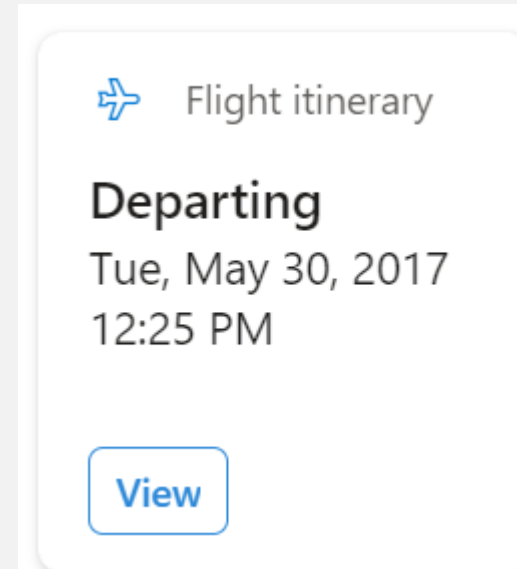 Flight itinerary
Departing
Tue, May 30, 2017
12:25 PM
View